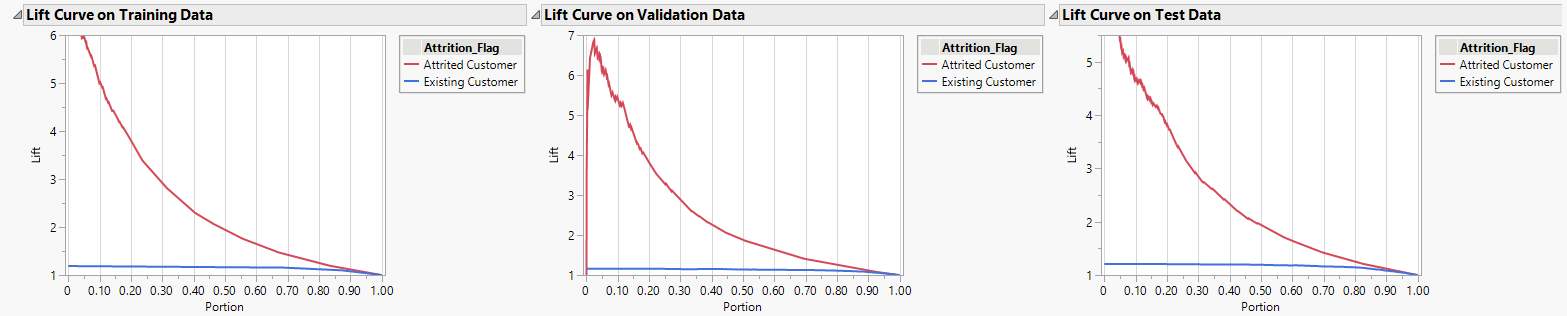 Lift Curve on Training Data
6
5
4
3
2
1
Lift
0
0.10
0.20
0.30
0.40
0.50
0.60
0.70
0.80
0.90
1.00
Portion
Attrition_Flag
Attrited Customer
Existing Customer
Lift Curve on Validation Data
7
6
5
4
3
2
1
Lift
0
0.10
0.20
0.30
0.40
0.50
0.60
0.70
0.80
0.90
1.00
Portion
Attrition_Flag
Attrited Customer
Existing Customer
Lift Curve on Test Data
5
4
3
2
1
Lift
0
0.10
0.20
0.30
0.40
0.50
0.60
0.70
0.80
0.90
1.00
Portion
Attrition_Flag
Attrited Customer
Existing Customer